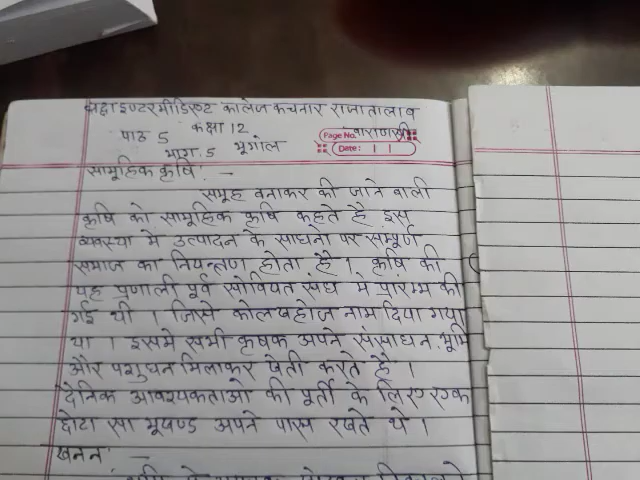 इण्टरमीडिएट कालेज कचनार राजातालाब
वाराणसी
पाठ 5 कक्षा 12
भाग. 5 भूगोल
Page No.
Date: | |
सामूहिक कृषि : -
समूह बनाकर की जाने वाली
कृषि को सामूहिक कृषि कहते है इस
व्यवस्था में उत्पादन के साधनो पर सम्पूर्ण
समाज का नियन्त्रण होता है । कृषि की
यह प्रणाली पूर्व सोवियत संघ मे प्रारम्भ की
गई थी । जिसे कोलखहोज नाम दिया गया
था । इसमे सभी कृषक अपने संसाधन, भूमि
और पशुधन मिलाकर खेती करते है ।
दैनिक आवश्यकताओ की पूर्ती के लिए एक
छोटा सा भूखण्ड अपने पास रखते थे ।
खनन : -